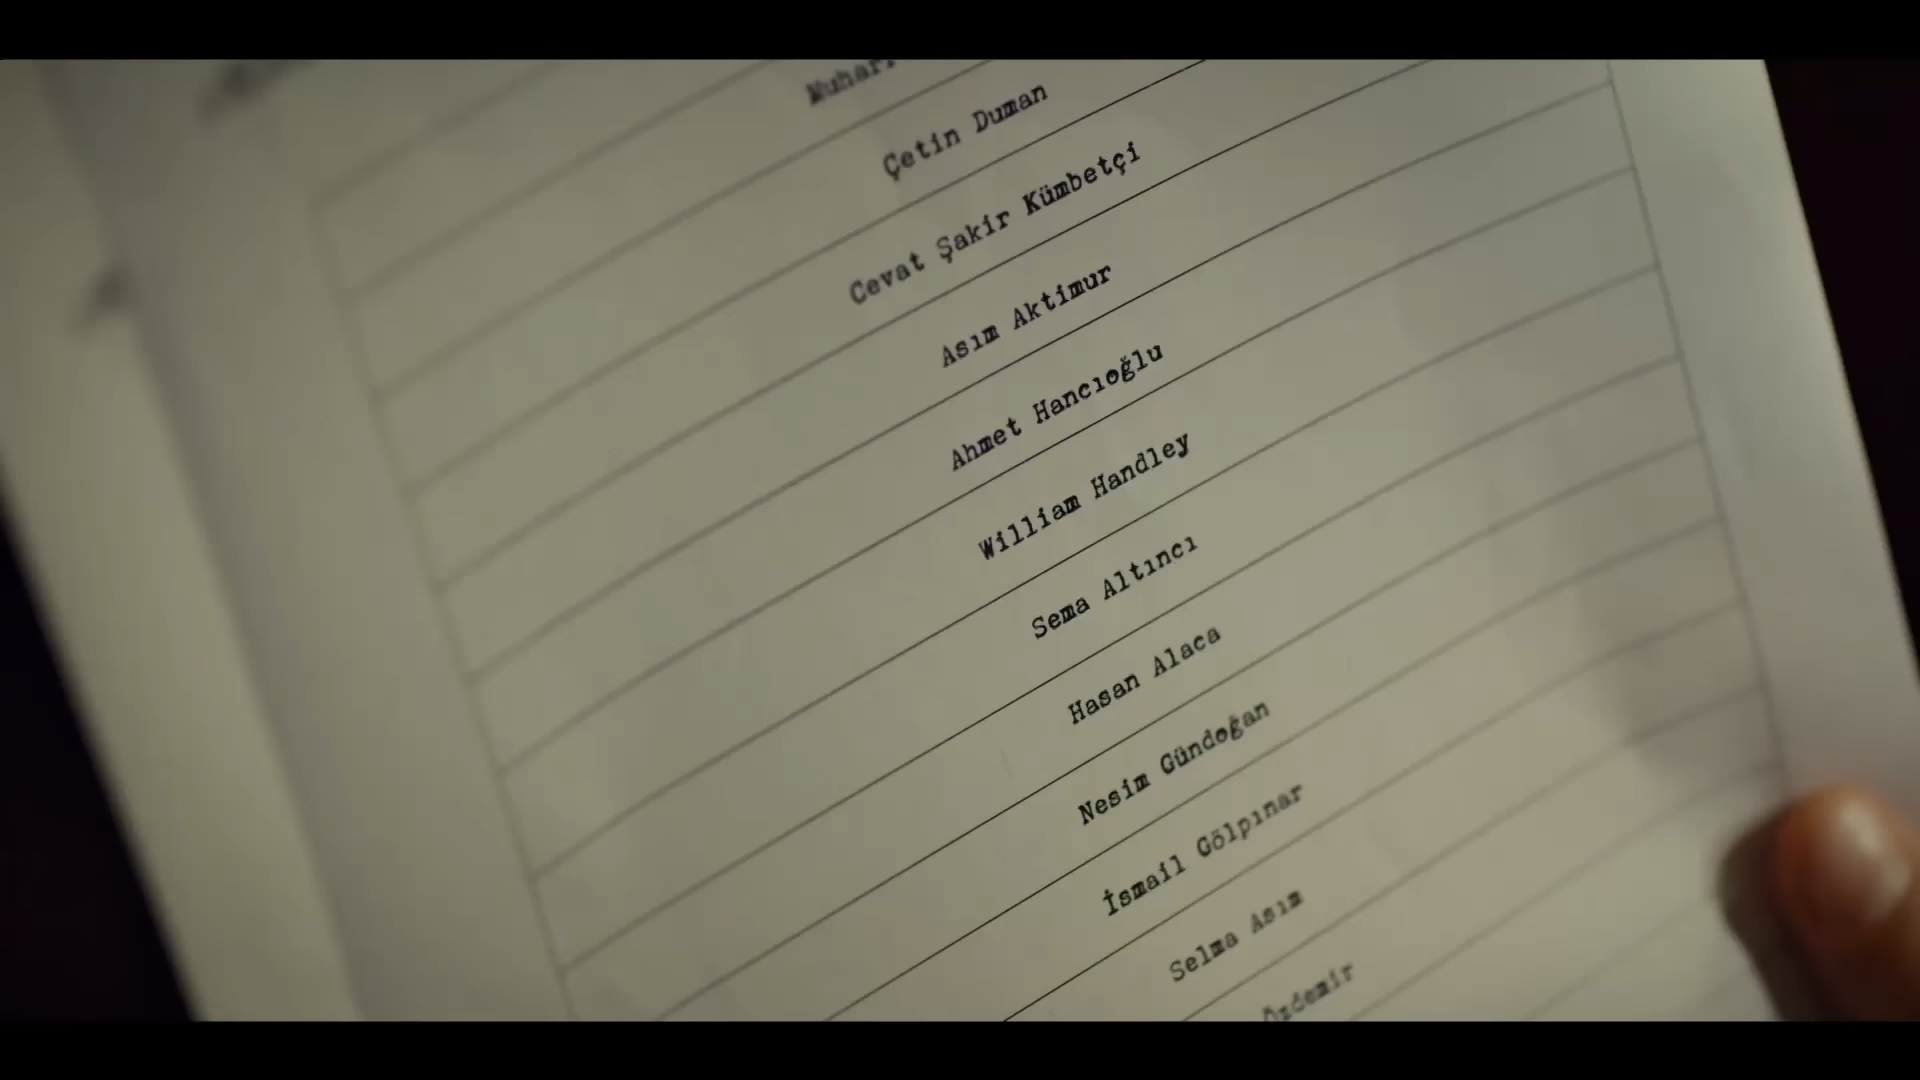 Çetin Duman
Cevat Şakir Kümbetçi
Asım Aktimur
Ahmet Hancıoğlu
William Handley
Sema Altıncı
Hasan Alaca
Nesim Gündoğan
İsmail Gölpınar
Selma Asım
Özdemir